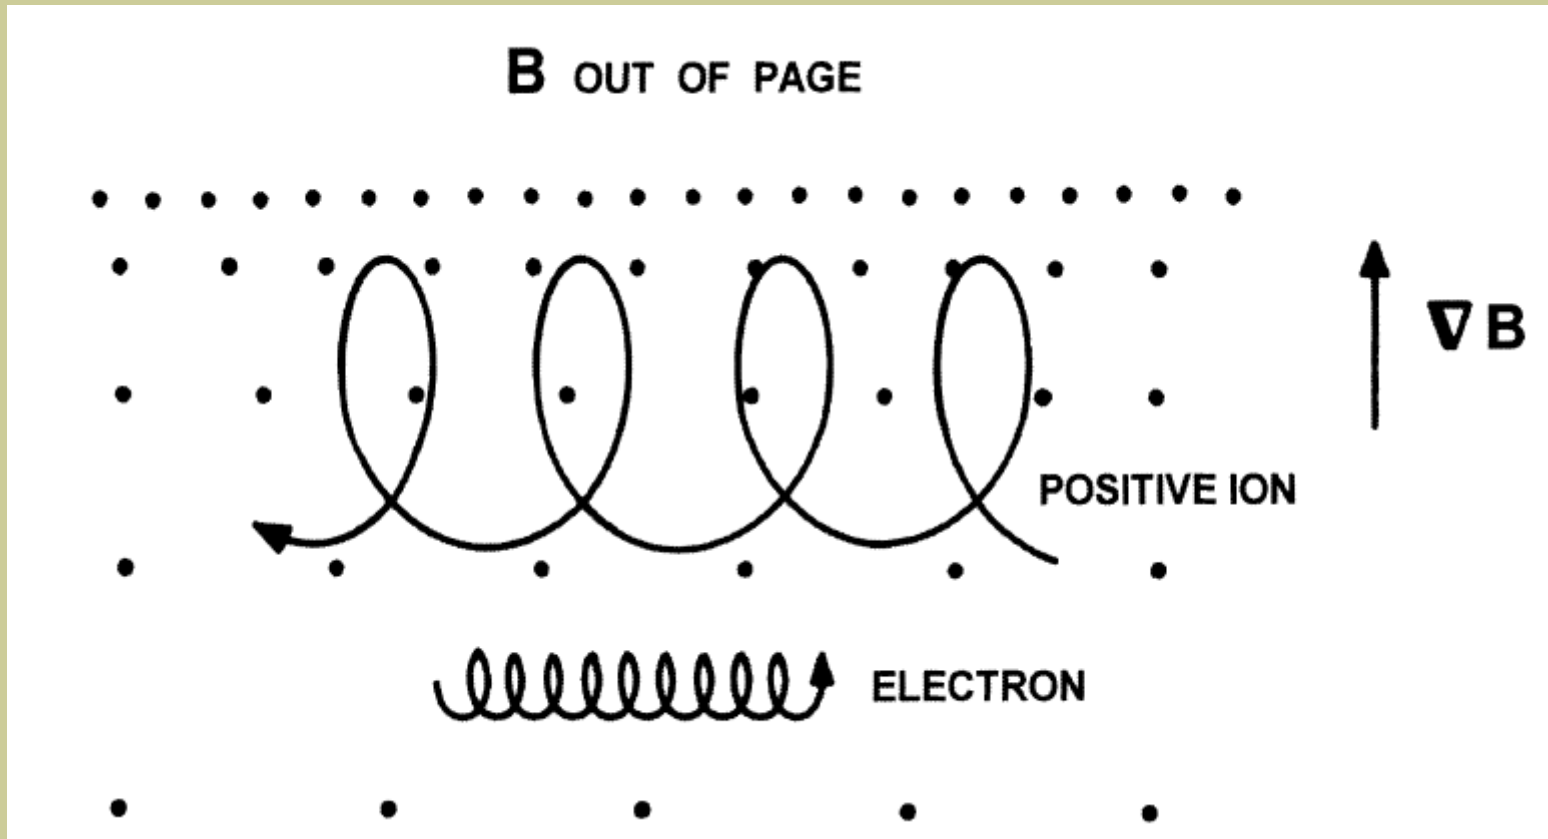 B OUT OF PAGE
∇ B
POSITIVE ION
ELECTRON